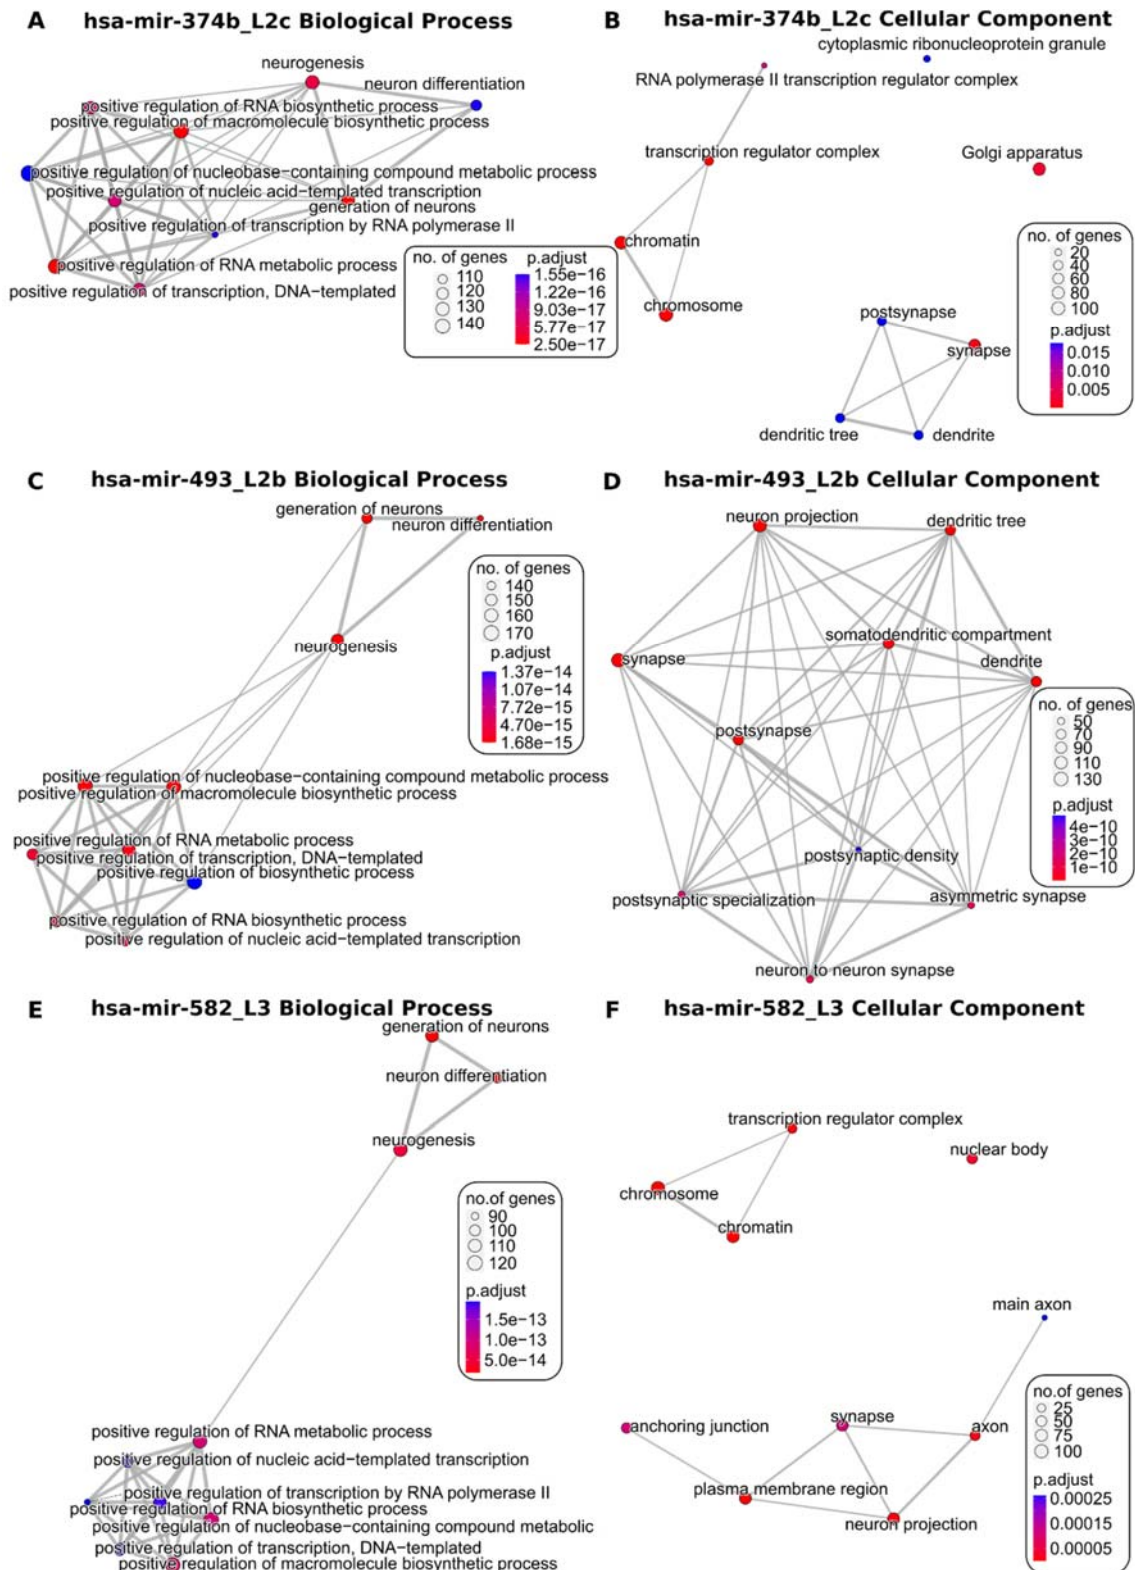 A hsa-mir-374b_L2c Biological Process
neurogenesis
neuron differentiation
positive regulation of RNA biosynthetic process
positive regulation of macromolecule biosynthetic process
positive regulation of nucleobase−containing compound metabolic process
positive regulation of nucleic acid−templated transcription
generation of neurons
positive regulation of transcription by RNA polymerase II
positive regulation of RNA metabolic process
positive regulation of transcription, DNA−templated
no. of genes
110
120
130
140
p.adjust
1.55e−16
1.22e−16
9.03e−17
5.77e−17
2.50e−17
B hsa-mir-374b_L2c Cellular Component
cytoplasmic ribonucleoprotein granule
RNA polymerase II transcription regulator complex
transcription regulator complex
Golgi apparatus
chromatin
chromosome
postsynapse
synapse
dendritic tree
dendrite
no. of genes
20
40
60
80
100
p.adjust
0.015
0.010
0.005
C hsa-mir-493_L2b Biological Process
generation of neurons
neuron differentiation
neurogenesis
positive regulation of nucleobase−containing compound metabolic process
positive regulation of macromolecule biosynthetic process
positive regulation of RNA metabolic process
positive regulation of transcription, DNA−templated
positive regulation of biosynthetic process
positive regulation of RNA biosynthetic process
positive regulation of nucleic acid−templated transcription
no. of genes
140
150
160
170
p.adjust
1.37e−14
1.07e−14
7.72e−15
4.70e−15
1.68e−15
D hsa-mir-493_L2b Cellular Component
neuron projection
dendritic tree
somatodendritic compartment
synapse
dendrite
postsynapse
postsynaptic density
postsynaptic specialization
asymmetric synapse
neuron to neuron synapse
no. of genes
50
70
90
110
130
p.adjust
4e−10
3e−10
2e−10
1e−10
E hsa-mir-582_L3 Biological Process
generation of neurons
neuron differentiation
neurogenesis
positive regulation of RNA metabolic process
positive regulation of nucleic acid−templated transcription
positive regulation of transcription by RNA polymerase II
positive regulation of RNA biosynthetic process
positive regulation of nucleobase−containing compound metabolic
positive regulation of transcription, DNA−templated
positive regulation of macromolecule biosynthetic process
no.of genes
90
100
110
120
p.adjust
1.5e−13
1.0e−13
5.0e−14
F hsa-mir-582_L3 Cellular Component
transcription regulator complex
nuclear body
chromosome
chromatin
main axon
anchoring junction
synapse
axon
plasma membrane region
neuron projection
no.of genes
25
50
75
100
p.adjust
0.00025
0.00015
0.00005